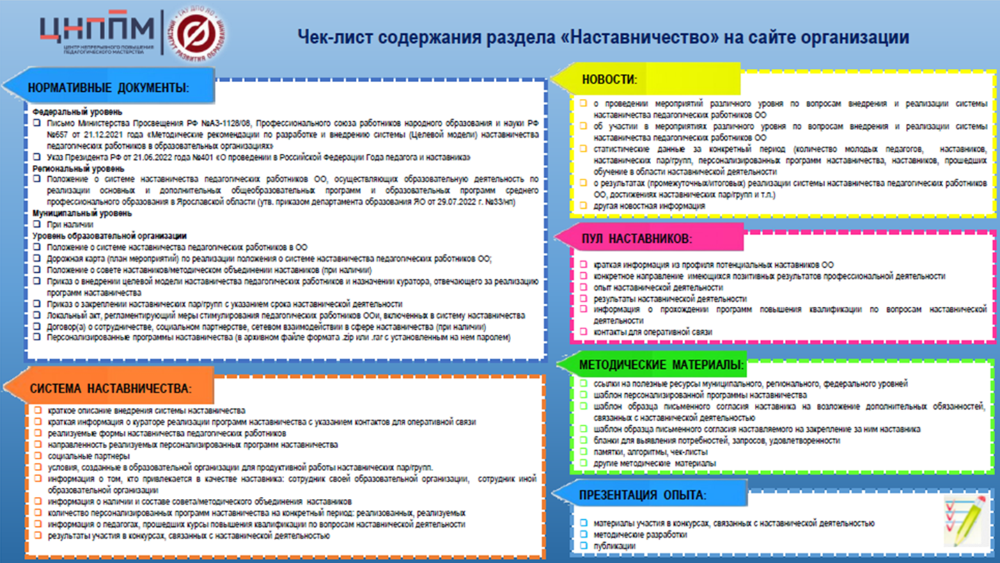 ЦНППМ
ЦЕНТР НЕПРЕРЫВНОГО ПОВЫШЕНИЯ
ПЕДАГОГИЧЕСКОГО МАСТЕРСТВА
ГАУ ДПО ЯО
ИНСТИТУТ РАЗВИТИЯ ОБРАЗОВАНИЯ
Чек-лист содержания раздела «Наставничество» на сайте организации
НОРМАТИВНЫЕ ДОКУМЕНТЫ:
Федеральный уровень
Письмо Министерства Просвещения РФ №АЗ-1128/08, Профессионального союза работников народного образования и науки РФ
№657 от 21.12.2021 года «Методические рекомендации по разработке и внедрению системы (Целевой модели) наставничества
педагогических работников в образовательных организациях»
Указ Президента РФ от 21.06.2022 года №401 «О проведении в Российской Федерации Года педагога и наставника»
Региональный уровень
Положение о системе наставничества педагогических работников ОО, осуществляющих образовательную деятельность по
реализации основных и дополнительных общеобразовательных программ и образовательных программ среднего
профессионального образования в Ярославской области (утв. приказом департамента образования ЯО от 29.07.2022 г. №33/нп)
Муниципальный уровень
При наличии
Уровень образовательной организации
Положение о системе наставничества педагогических работников в ОО
Дорожная карта (план мероприятий) по реализации положения о системе наставничества педагогических работников ОО;
Положение о совете наставников/методическом объединении наставников (при наличии)
Приказ о внедрении целевой модели наставничества педагогических работников и назначении куратора, отвечающего за реализацию
программ наставничества
Приказ о закреплении наставнических пар/групп с указанием срока наставнической деятельности
Локальный акт, регламентирующий меры стимулирования педагогических работников ООи, включенных в систему наставничества
Договор(а) о сотрудничестве, социальном партнерстве, сетевом взаимодействии в сфере наставничества (при наличии)
Персонализированные программы наставничества (в архивном файле формата .zip или .rar с установленным на нем паролем)
СИСТЕМА НАСТАВНИЧЕСТВА:
краткое описание внедрения системы наставничества
краткая информация о кураторе реализации программ наставничества с указанием контактов для оперативной связи
реализуемые формы наставничества педагогических работников
направленность реализуемых персонализированных программ наставничества
социальные партнеры
условия, созданные в образовательной организации для продуктивной работы наставнических пар/групп.
информация о том, кто привлекается в качестве наставника: сотрудник своей образовательной организации, сотрудник иной
образовательной организации
информация о наличии и составе совета/методического объединения наставников
количество персонализированных программ наставничества на конкретный период: реализованных, реализуемых
информация о педагогах, прошедших курсы повышения квалификации по вопросам наставнической деятельности
результаты участия в конкурсах, связанных с наставнической деятельностью
НОВОСТИ:
о проведении мероприятий различного уровня по вопросам внедрения и реализации системы
наставничества педагогических работников ОО
об участии в мероприятиях различного уровня по вопросам внедрения и реализации системы
наставничества педагогических работников ОО
статистические данные за конкретный период (количество молодых педагогов, наставников,
наставнических пар/групп, персонализированных программ наставничества, наставников, прошедших
обучение в области наставнической деятельности
о результатах (промежуточных/итоговых) реализации системы наставничества педагогических работников
ОО, достижениях наставнических пар/групп и т.п.)
другая новостная информация
ПУЛ НАСТАВНИКОВ:
краткая информация из профиля потенциальных наставников ОО
конкретное направление имеющихся позитивных результатов профессиональной деятельности
опыт наставнической деятельности
результаты наставнической деятельности
информация о прохождении программ повышения квалификации по вопросам наставнической
деятельности
контакты для оперативной связи
МЕТОДИЧЕСКИЕ МАТЕРИАЛЫ:
ссылки на полезные ресурсы муниципального, регионального, федерального уровней
шаблон персонализированной программы наставничества
шаблон образца письменного согласия наставника на возложение дополнительных обязанностей,
связанных с наставнической деятельностью
шаблон образца письменного согласия наставляемого на закрепление за ним наставника
бланки для выявления потребностей, запросов, удовлетворенности
памятки, алгоритмы, чек-листы
другие методические материалы
ПРЕЗЕНТАЦИЯ ОПЫТА:
материалы участия в конкурсах, связанных с наставнической деятельностью
методические разработки
публикации